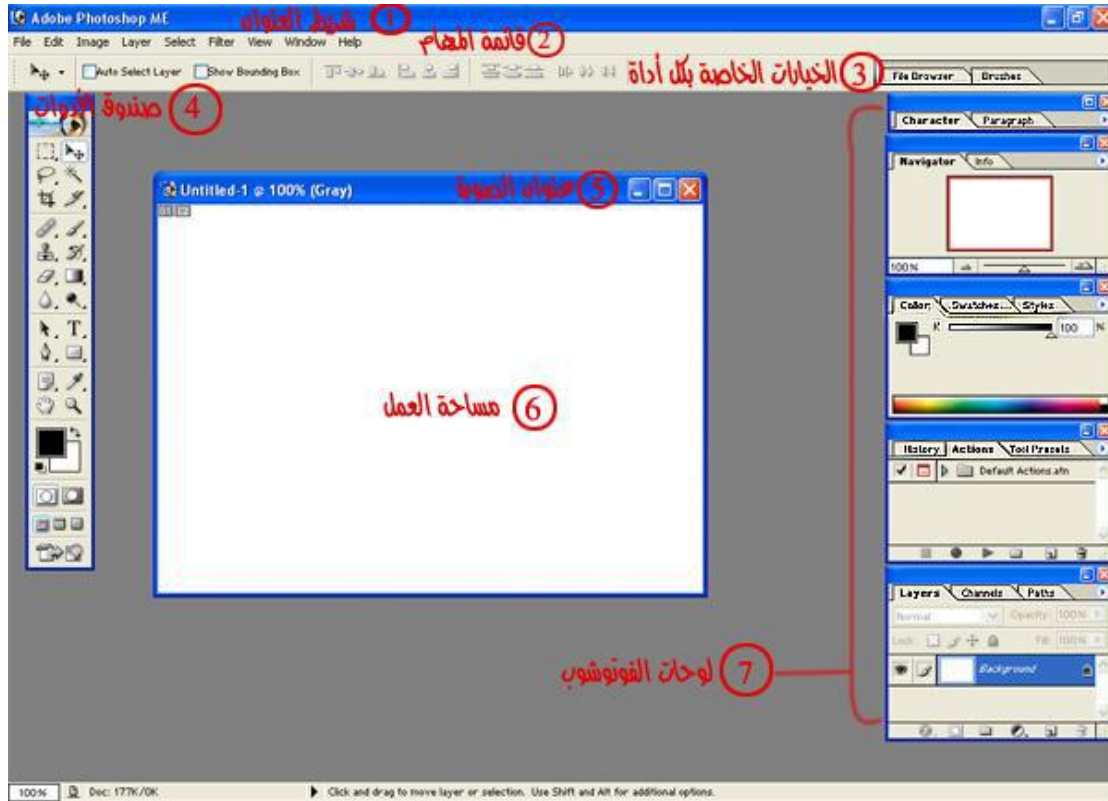 Adobe Photoshop ME شريط العنوان 1
File Edit Image Layer Select Filter View Window Help قائمة المهام 2
Auto Select Layer Show Bounding Box الخيارات الخاصة بكل أداة 3 File Browser Brushes
صندوق الأدوات 4
Character Paragraph
Navigator Info
Untitled-1 @ 100% (Gray) عنوان الصورة 5
100%
Color Swatches Styles
K 100 %
مساحة العمل 6
History Actions Tool Presets
Default Actions.atn
Layers Channels Paths
Normal Opacity: 100%
Lock: Fill: 100%
لوحات الفوتوشوب 7
Background
100% Doc: 177K/0K Click and drag to move layer or selection. Use Shift and Alt for additional options.